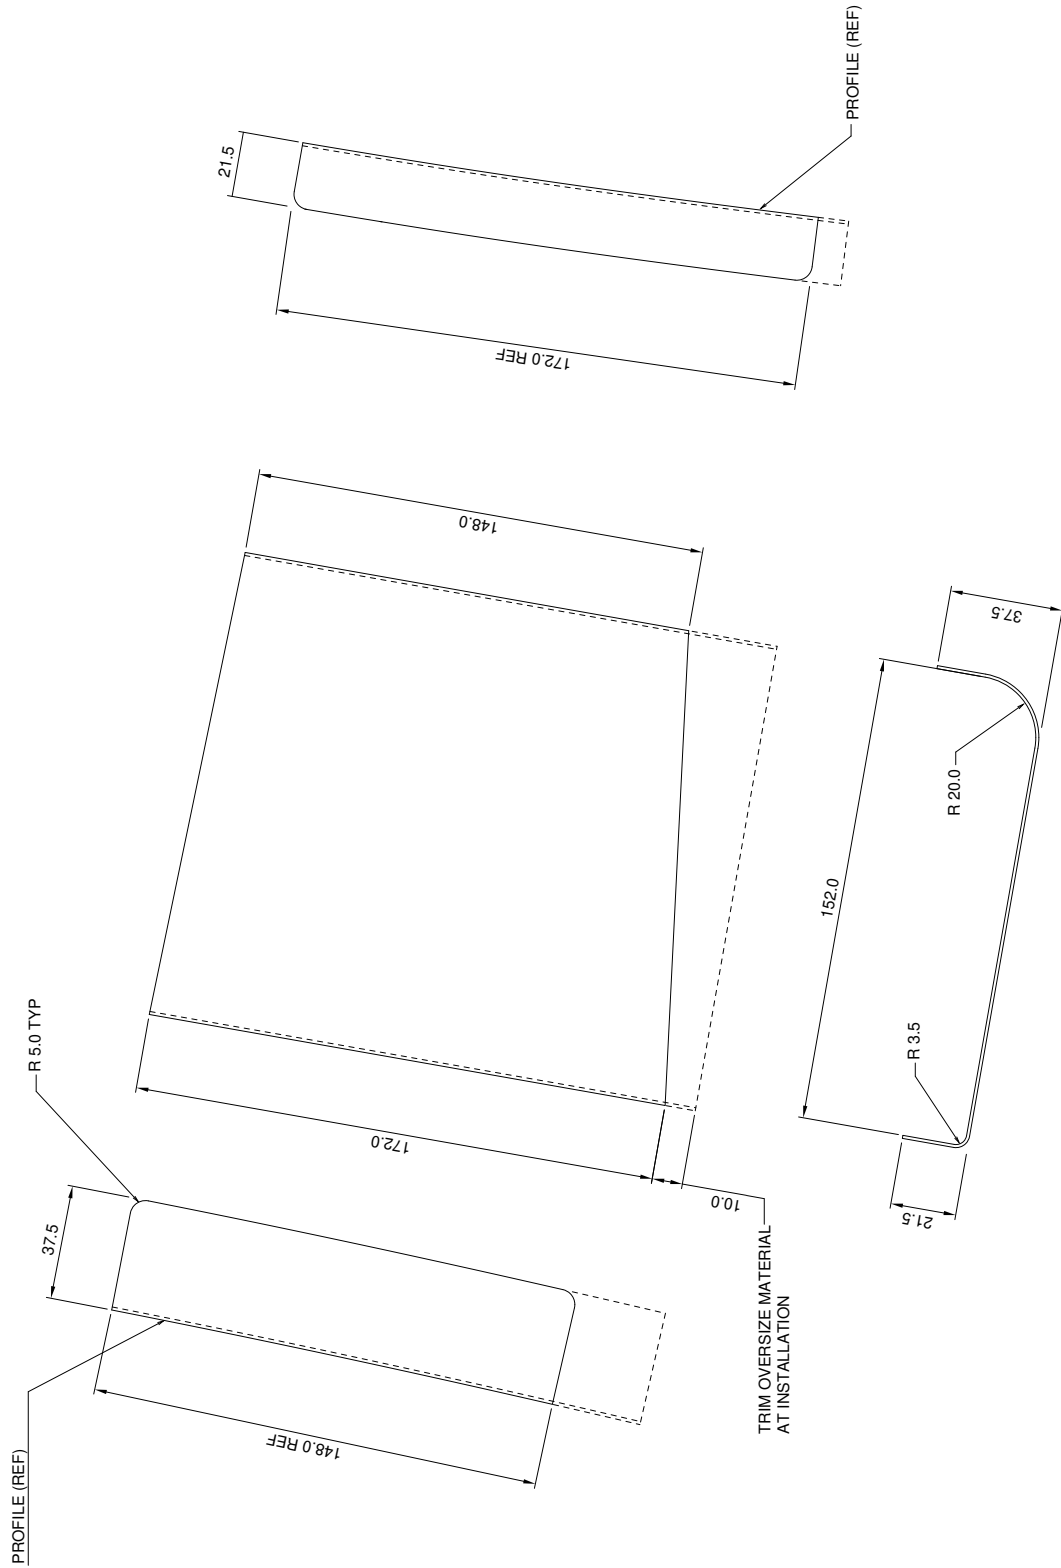 21.5
PROFILE (REF)
172.0 REF
148.0
R 5.0 TYP
37.5
172.0
10.0
TRIM OVERSIZE MATERIAL
AT INSTALLATION
PROFILE (REF)
148.0 REF
37.5
R 20.0
152.0
R 3.5
21.5